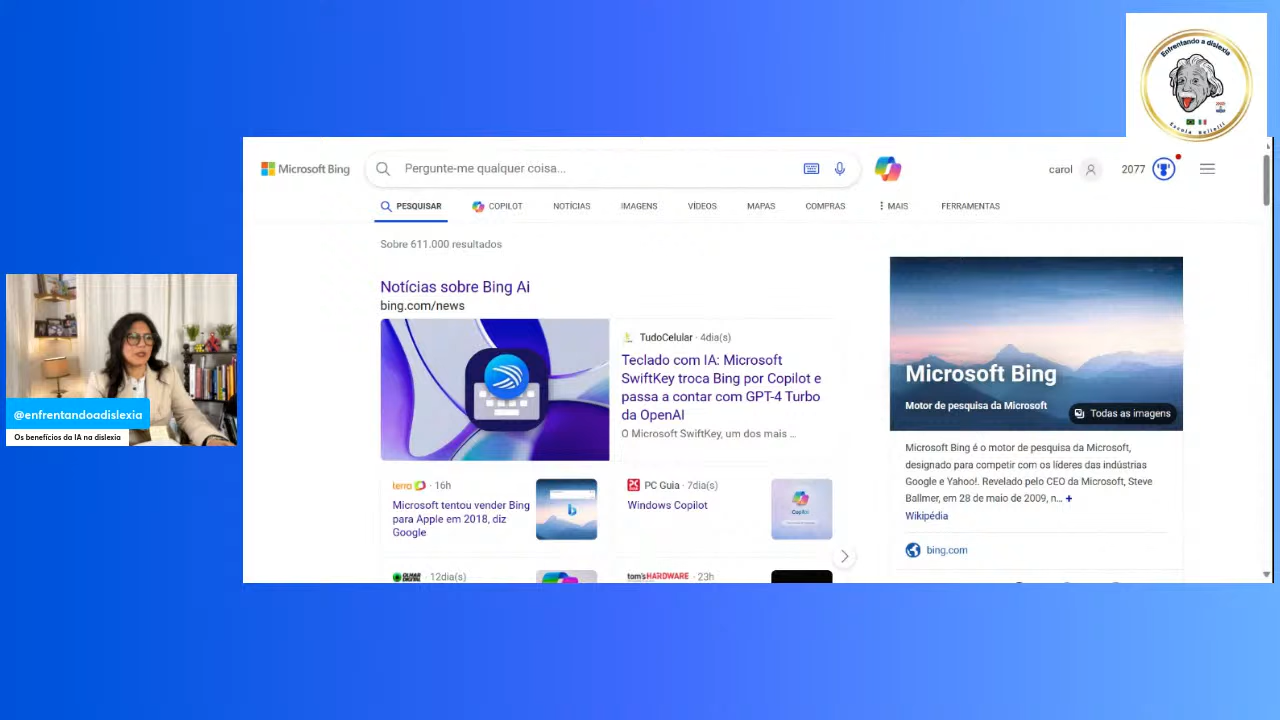 Enfrentando a dislexia
Microsoft Bing
Pergunte-me qualquer coisa...
carol
2077
PESQUISAR
COPILOT
NOTÍCIAS
IMAGENS
VÍDEOS
MAPAS
COMPRAS
MAIS
FERRAMENTAS
Sobre 611.000 resultados
Notícias sobre Bing Ai
bing.com/news
TudoCelular · 4dia(s)
Teclado com IA: Microsoft
SwiftKey troca Bing por Copilot e
passa a contar com GPT-4 Turbo
da OpenAI
O Microsoft SwiftKey, um dos mais ...
terra · 16h
Microsoft tentou vender Bing
para Apple em 2018, diz
Google
PC Guia · 7dia(s)
Windows Copilot
Copilot
12dia(s)
tom's HARDWARE · 23h
Microsoft Bing
Motor de pesquisa da Microsoft
Todas as imagens
Microsoft Bing é o motor de pesquisa da Microsoft,
designado para competir com os líderes das indústrias
Google e Yahoo!. Revelado pelo CEO da Microsoft, Steve
Ballmer, em 28 de maio de 2009, n... +
Wikipédia
bing.com
@enfrentandoadislexia
Os benefícios da IA na dislexia